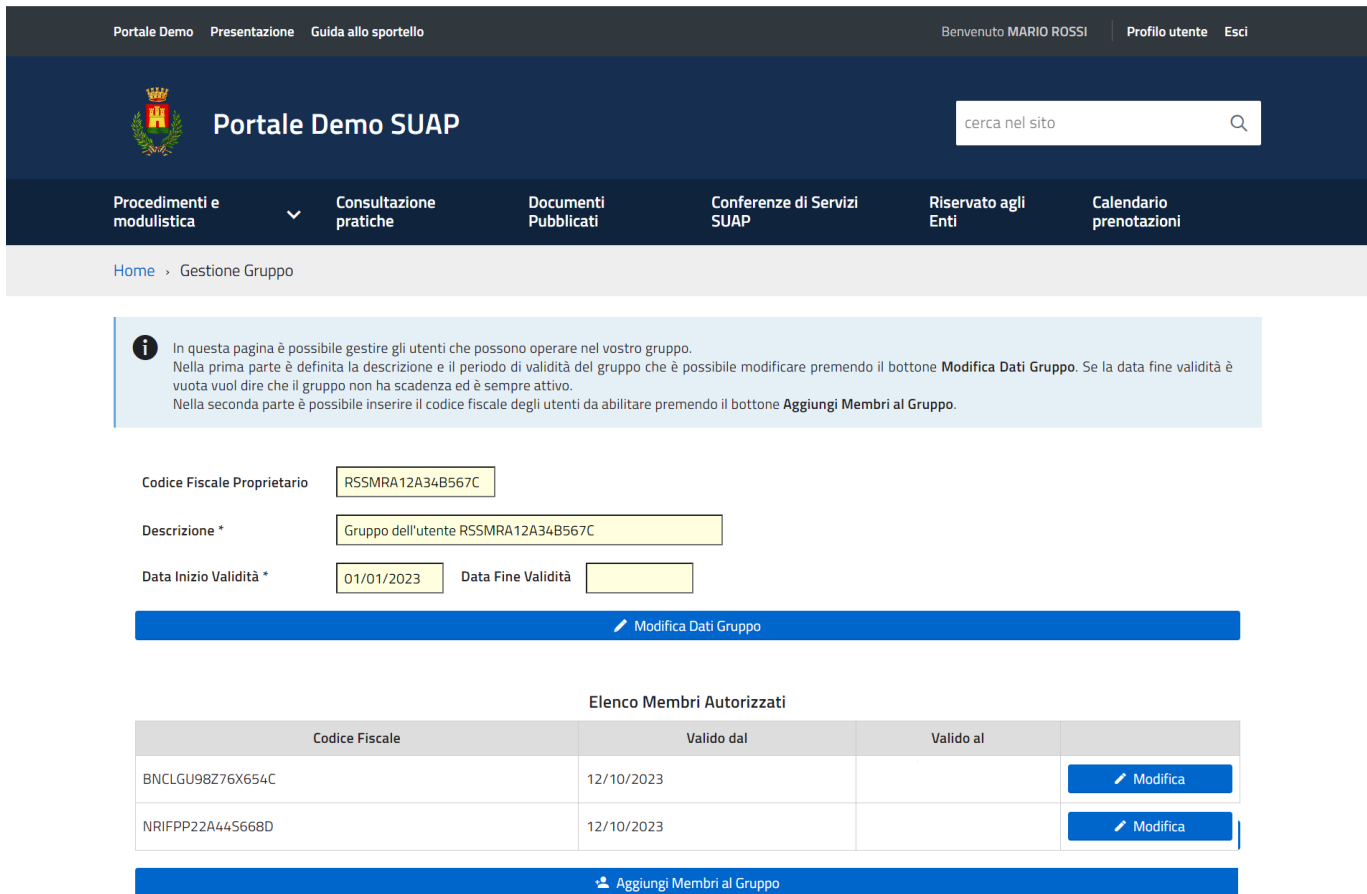 Portale Demo Presentazione Guida allo sportello Benvenuto MARIO ROSSI Profilo utente Esci
Portale Demo SUAP
cerca nel sito
Procedimenti e modulistica
Consultazione pratiche
Documenti Pubblicati
Conferenze di Servizi SUAP
Riservato agli Enti
Calendario prenotazioni
Home › Gestione Gruppo
In questa pagina è possibile gestire gli utenti che possono operare nel vostro gruppo.
Nella prima parte è definita la descrizione e il periodo di validità del gruppo che è possibile modificare premendo il bottone Modifica Dati Gruppo. Se la data fine validità è
vuota vuol dire che il gruppo non ha scadenza ed è sempre attivo.
Nella seconda parte è possibile inserire il codice fiscale degli utenti da abilitare premendo il bottone Aggiungi Membri al Gruppo.
Codice Fiscale Proprietario RSSMRA12A34B567C
Descrizione * Gruppo dell'utente RSSMRA12A34B567C
Data Inizio Validità * 01/01/2023 Data Fine Validità
Modifica Dati Gruppo
Elenco Membri Autorizzati
Codice Fiscale Valido dal Valido al
BNCLGU98Z76X654C 12/10/2023 Modifica
NRIFPP22A44S668D 12/10/2023 Modifica
Aggiungi Membri al Gruppo